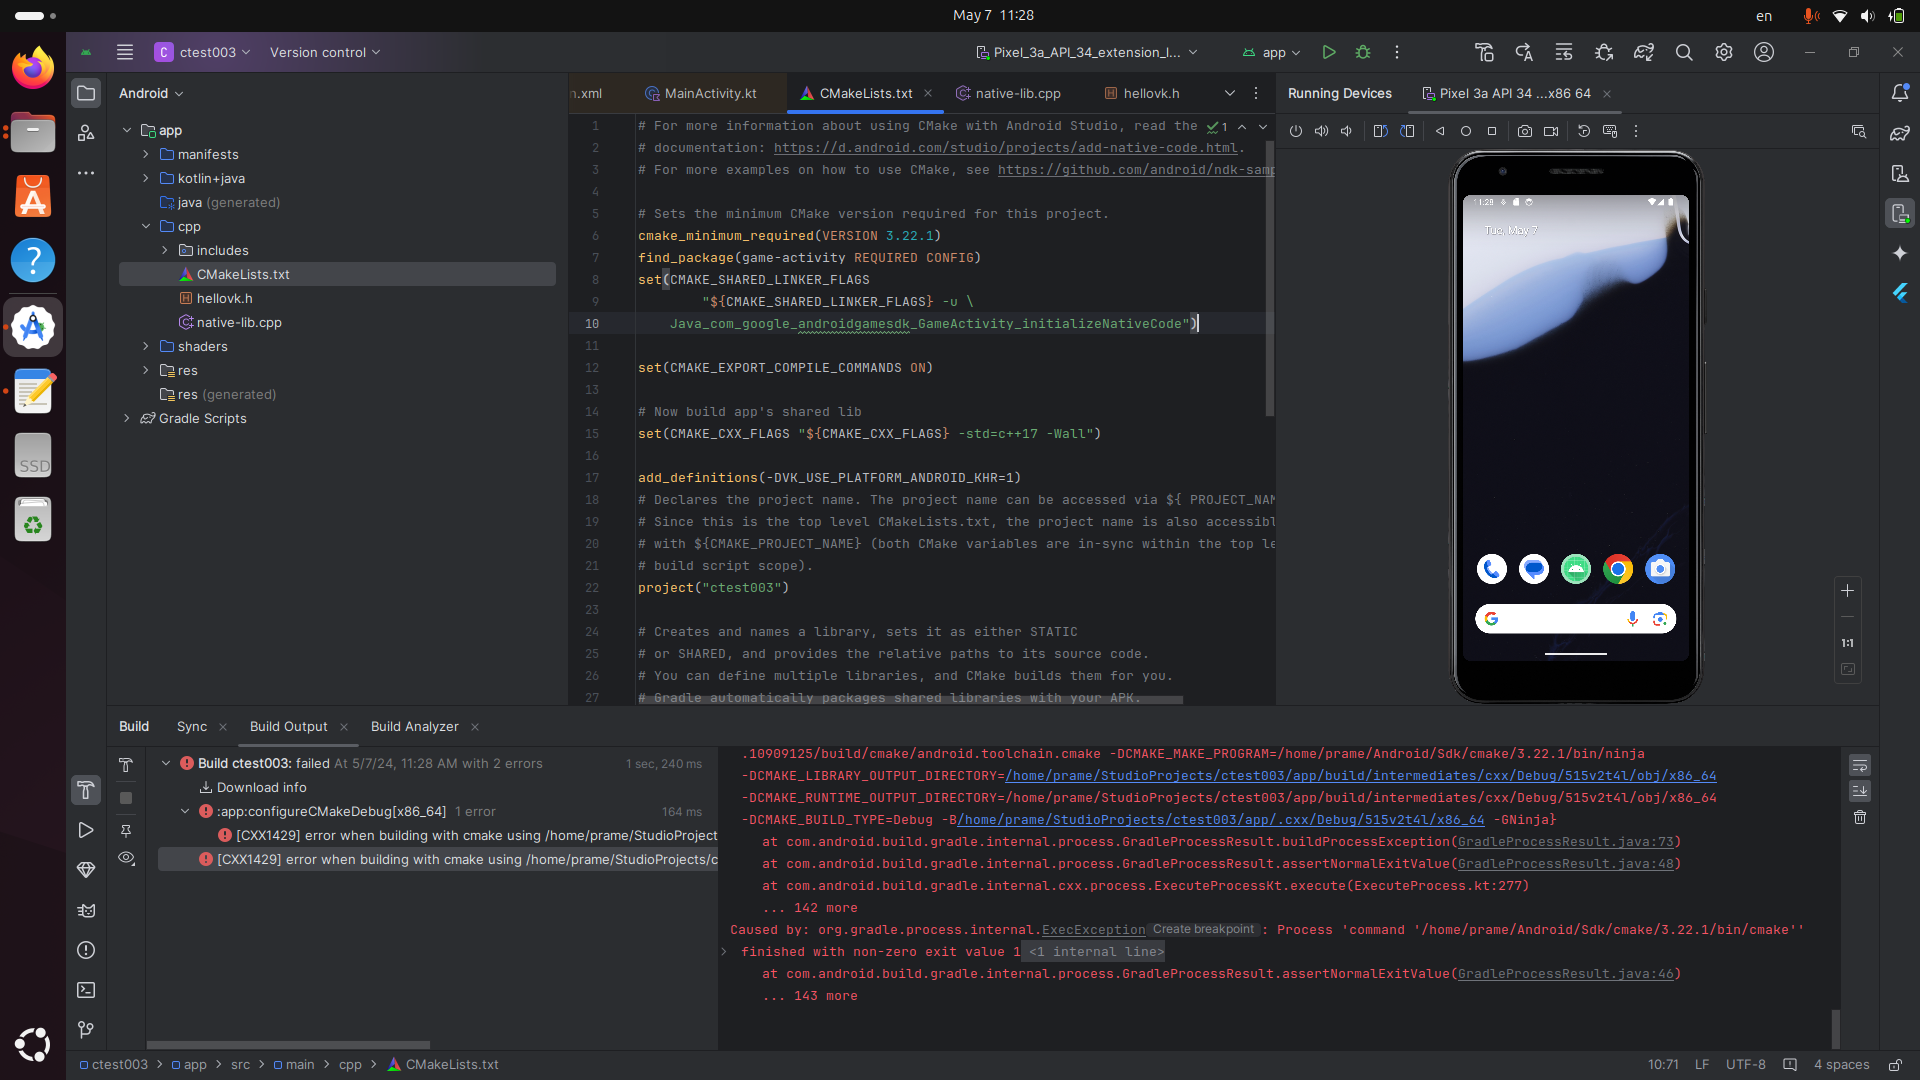 May 7 11:28
en
C ctest003
Version control
Pixel_3a_API_34_extension_l...
app
Android
n.xml
MainActivity.kt
CMakeLists.txt
native-lib.cpp
hellovk.h
Running Devices
Pixel 3a API 34 ...x86 64
app
manifests
kotlin+java
java (generated)
cpp
includes
CMakeLists.txt
hellovk.h
native-lib.cpp
shaders
res
res (generated)
Gradle Scripts
SSD
1 # For more information about using CMake with Android Studio, read the
1
2 # documentation: https://d.android.com/studio/projects/add-native-code.html.
3 # For more examples on how to use CMake, see https://github.com/android/ndk-samp
4
5 # Sets the minimum CMake version required for this project.
6 cmake_minimum_required(VERSION 3.22.1)
7 find_package(game-activity REQUIRED CONFIG)
8 set(CMAKE_SHARED_LINKER_FLAGS
9 "${CMAKE_SHARED_LINKER_FLAGS} -u \
10 Java_com_google_androidgamesdk_GameActivity_initializeNativeCode")
11
12 set(CMAKE_EXPORT_COMPILE_COMMANDS ON)
13
14 # Now build app's shared lib
15 set(CMAKE_CXX_FLAGS "${CMAKE_CXX_FLAGS} -std=c++17 -Wall")
16
17 add_definitions(-DVK_USE_PLATFORM_ANDROID_KHR=1)
18 # Declares the project name. The project name can be accessed via ${ PROJECT_NAM
19 # Since this is the top level CMakeLists.txt, the project name is also accessibl
20 # with ${CMAKE_PROJECT_NAME} (both CMake variables are in-sync within the top le
21 # build script scope).
22 project("ctest003")
23
24 # Creates and names a library, sets it as either STATIC
25 # or SHARED, and provides the relative paths to its source code.
26 # You can define multiple libraries, and CMake builds them for you.
27 # Gradle automatically packages shared libraries with your APK.
11:28
Tue, May 7
1:1
Build
Sync
Build Output
Build Analyzer
Build ctest003: failed At 5/7/24, 11:28 AM with 2 errors
1 sec, 240 ms
Download info
:app:configureCMakeDebug[x86_64] 1 error
164 ms
[CXX1429] error when building with cmake using /home/prame/StudioProject
[CXX1429] error when building with cmake using /home/prame/StudioProjects/c
.10909125/build/cmake/android.toolchain.cmake -DCMAKE_MAKE_PROGRAM=/home/prame/Android/Sdk/cmake/3.22.1/bin/ninja
-DCMAKE_LIBRARY_OUTPUT_DIRECTORY=/home/prame/StudioProjects/ctest003/app/build/intermediates/cxx/Debug/515v2t4l/obj/x86_64
-DCMAKE_RUNTIME_OUTPUT_DIRECTORY=/home/prame/StudioProjects/ctest003/app/build/intermediates/cxx/Debug/515v2t4l/obj/x86_64
-DCMAKE_BUILD_TYPE=Debug -B/home/prame/StudioProjects/ctest003/app/.cxx/Debug/515v2t4l/x86_64 -GNinja}
at com.android.build.gradle.internal.process.GradleProcessResult.buildProcessException(GradleProcessResult.java:73)
at com.android.build.gradle.internal.process.GradleProcessResult.assertNormalExitValue(GradleProcessResult.java:48)
at com.android.build.gradle.internal.cxx.process.ExecuteProcessKt.execute(ExecuteProcess.kt:277)
... 142 more
Caused by: org.gradle.process.internal.ExecException Create breakpoint : Process 'command '/home/prame/Android/Sdk/cmake/3.22.1/bin/cmake''
finished with non-zero exit value 1 <1 internal line>
at com.android.build.gradle.internal.process.GradleProcessResult.assertNormalExitValue(GradleProcessResult.java:46)
... 143 more
ctest003 > app > src > main > cpp > CMakeLists.txt
10:71
LF
UTF-8
4 spaces